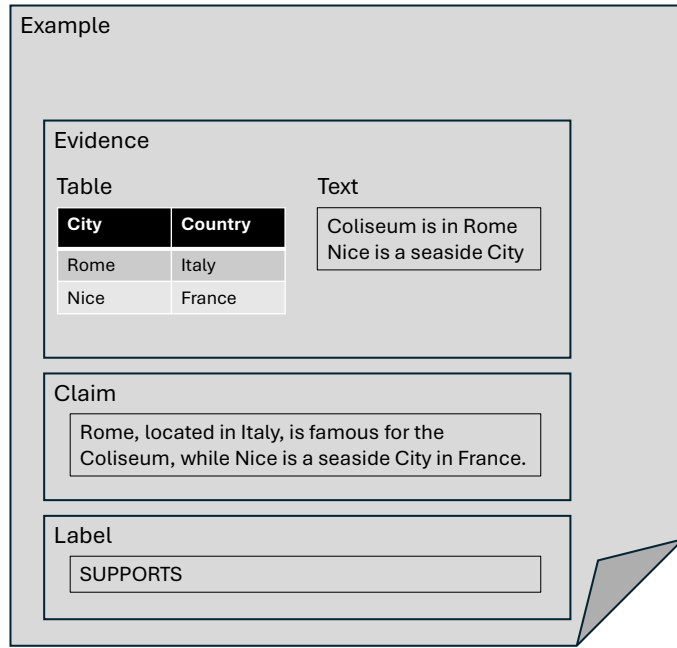 Example
Evidence
Table
City Country
Rome Italy
Nice France
Text
Coliseum is in Rome
Nice is a seaside City
Claim
Rome, located in Italy, is famous for the
Coliseum, while Nice is a seaside City in France.
Label
SUPPORTS